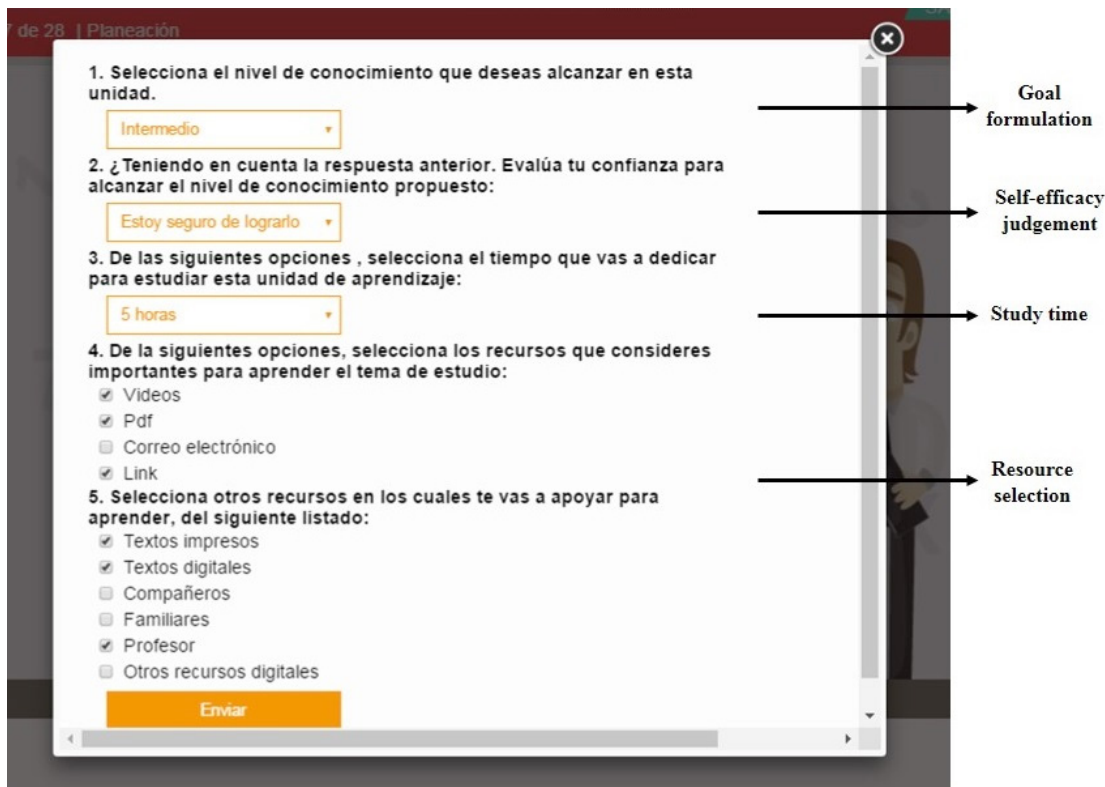 de 28 | Planeación
1. Selecciona el nivel de conocimiento que deseas alcanzar en esta
unidad.
Intermedio
Goal
formulation
2. ¿Teniendo en cuenta la respuesta anterior. Evalúa tu confianza para
alcanzar el nivel de conocimiento propuesto:
Estoy seguro de lograrlo
Self-efficacy
judgement
3. De las siguientes opciones , selecciona el tiempo que vas a dedicar
para estudiar esta unidad de aprendizaje:
5 horas
Study time
4. De la siguientes opciones, selecciona los recursos que consideres
importantes para aprender el tema de estudio:
Videos
Pdf
Correo electrónico
Link
Resource
selection
5. Selecciona otros recursos en los cuales te vas a apoyar para
aprender, del siguiente listado:
Textos impresos
Textos digitales
Compañeros
Familiares
Profesor
Otros recursos digitales
Enviar